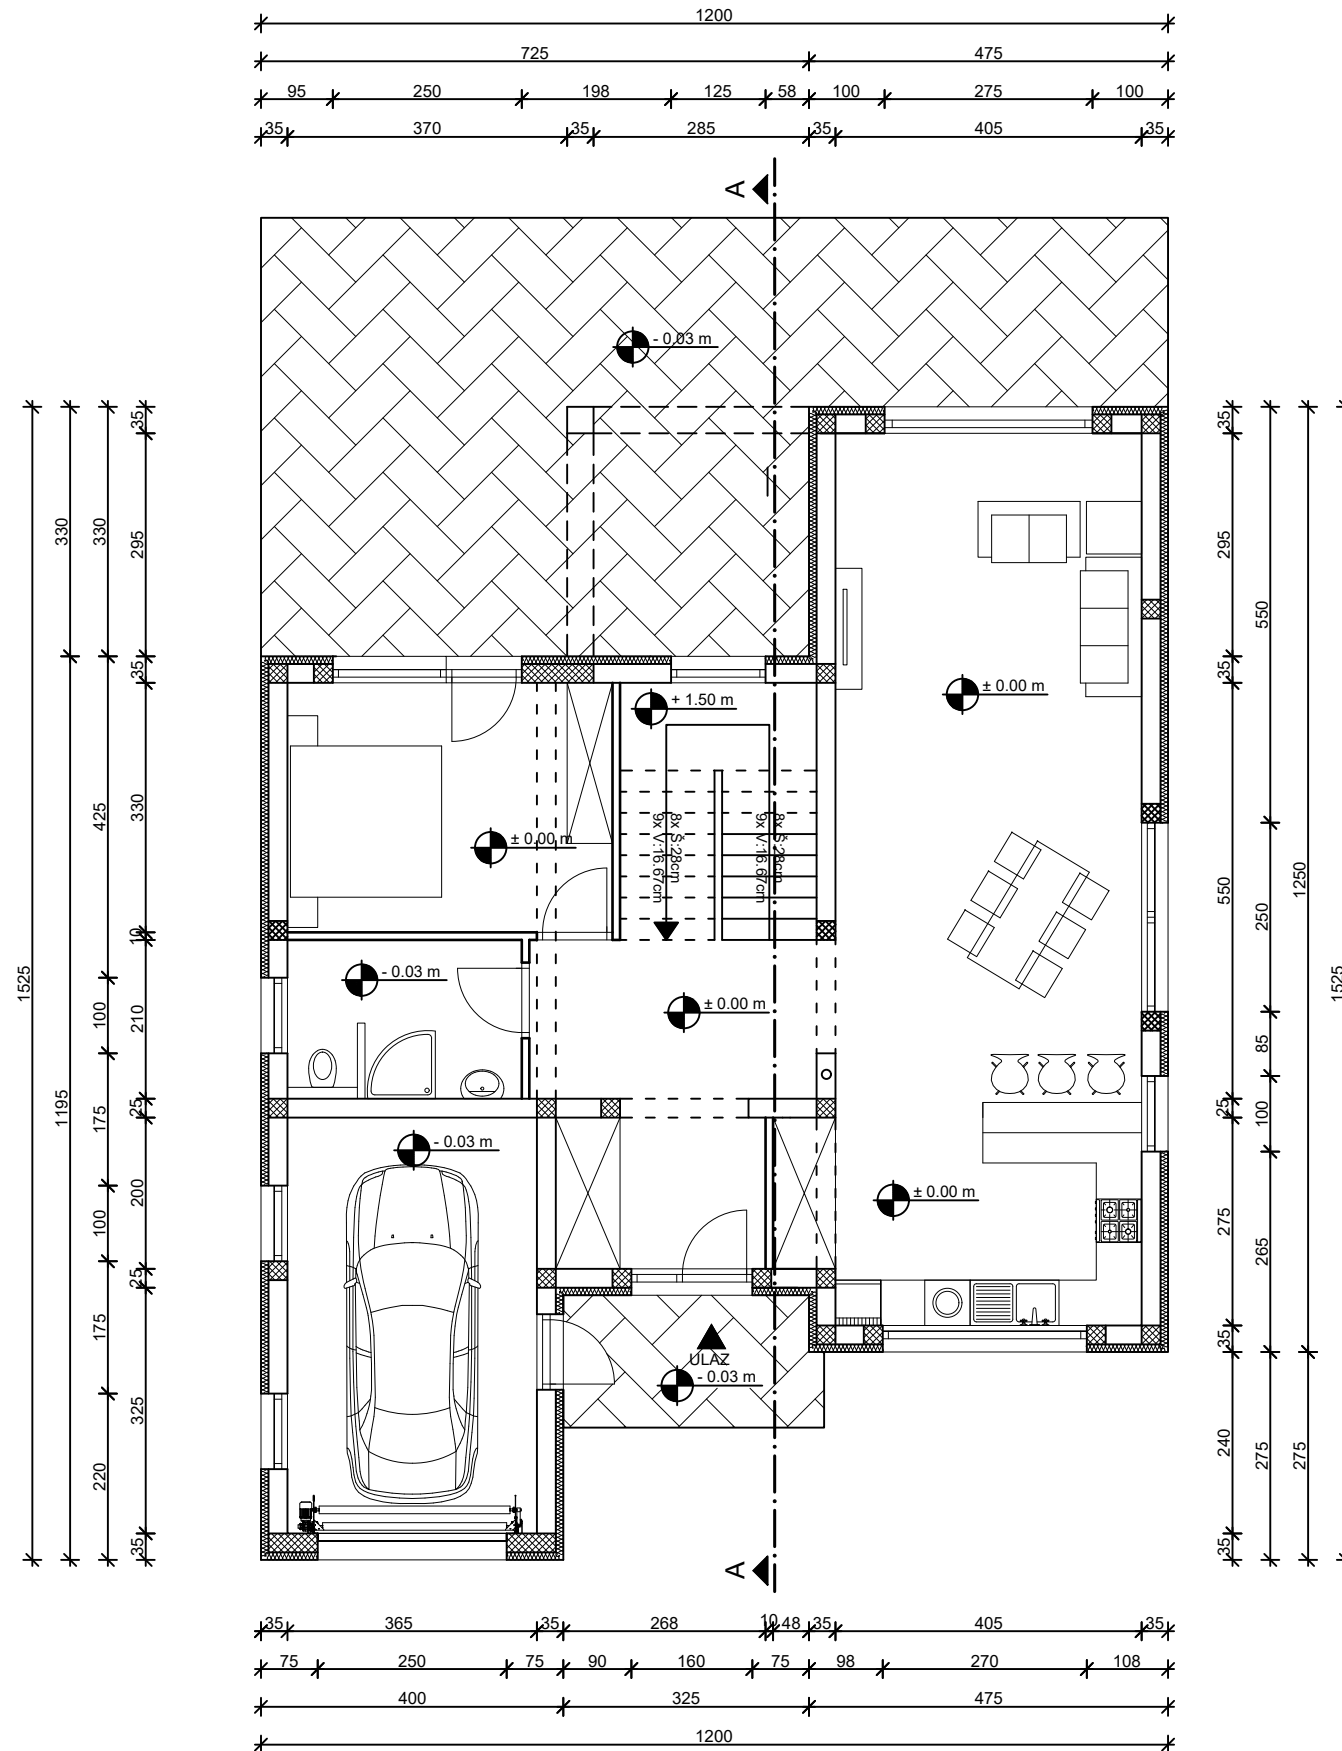 1200
725 475
95 250 198 125 58 100 275 100
35 370 35 285 35 405 35
A
- 0.03 m
+ 1.50 m
± 0.00 m
± 0.00 m
8x Š:28cm
9x V:16.67cm
8x Š:28cm
9x V:16.67cm
- 0.03 m
± 0.00 m
- 0.03 m
± 0.00 m
ULAZ
- 0.03 m
A
1525
330 1195
330 425 100 175 100 175 220
35 295 35 330 10 210 25 200 25 325 35
35 295 35 550 25 275 35 240 35
550 250 85 100 265 275
1250 275
1525
35 365 35 268 10 48 35 405 35
75 250 75 90 160 75 98 270 108
400 325 475
1200